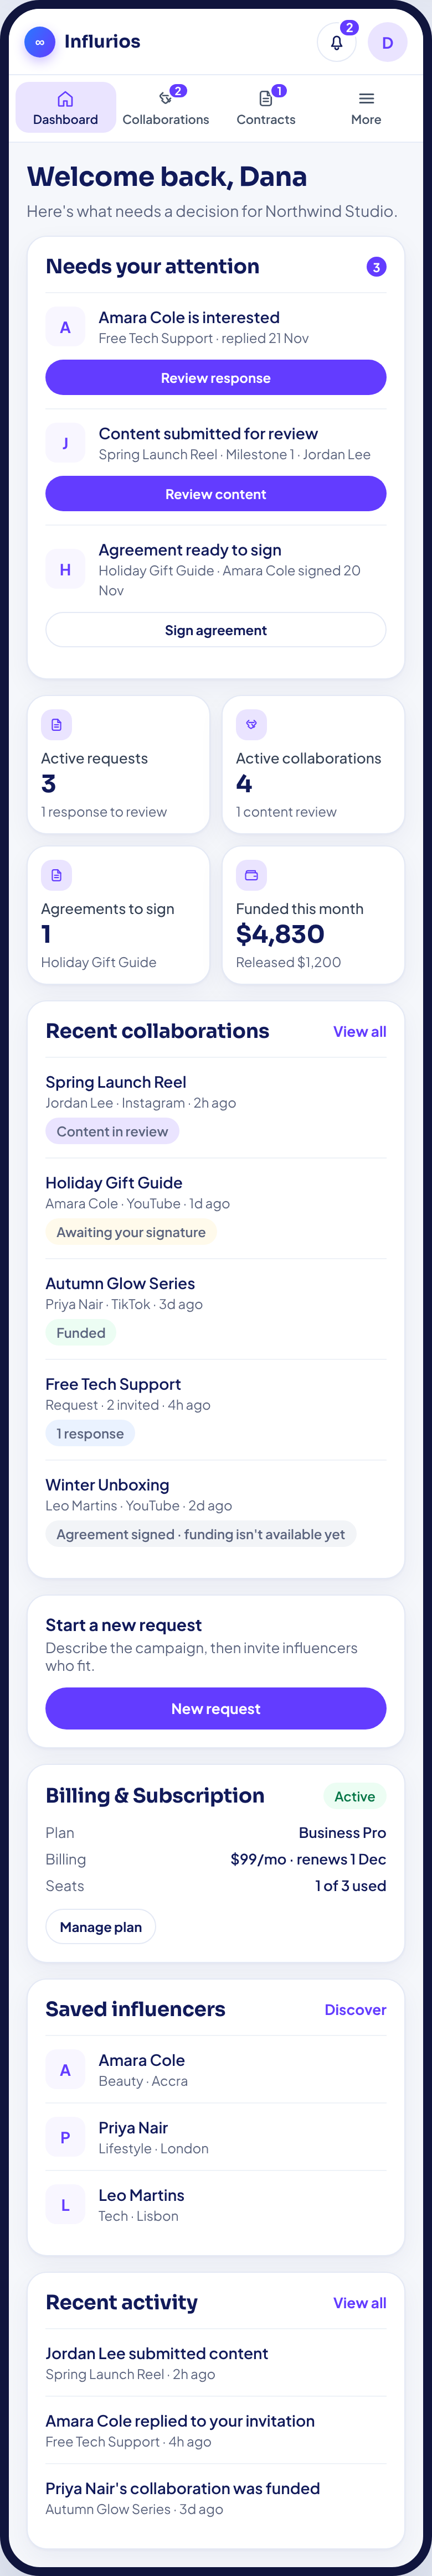 ∞ Influrios 2 D
Dashboard
2 Collaborations
1 Contracts
More
Welcome back, Dana
Here's what needs a decision for Northwind Studio.
Needs your attention 3
A
Amara Cole is interested
Free Tech Support · replied 21 Nov
Review response
J
Content submitted for review
Spring Launch Reel · Milestone 1 · Jordan Lee
Review content
H
Agreement ready to sign
Holiday Gift Guide · Amara Cole signed 20
Nov
Sign agreement
Active requests
3
1 response to review
Active collaborations
4
1 content review
Agreements to sign
1
Holiday Gift Guide
Funded this month
$4,830
Released $1,200
Recent collaborations View all
Spring Launch Reel
Jordan Lee · Instagram · 2h ago
Content in review
Holiday Gift Guide
Amara Cole · YouTube · 1d ago
Awaiting your signature
Autumn Glow Series
Priya Nair · TikTok · 3d ago
Funded
Free Tech Support
Request · 2 invited · 4h ago
1 response
Winter Unboxing
Leo Martins · YouTube · 2d ago
Agreement signed · funding isn't available yet
Start a new request
Describe the campaign, then invite influencers
who fit.
New request
Billing & Subscription Active
Plan Business Pro
Billing $99/mo · renews 1 Dec
Seats 1 of 3 used
Manage plan
Saved influencers Discover
A
Amara Cole
Beauty · Accra
P
Priya Nair
Lifestyle · London
L
Leo Martins
Tech · Lisbon
Recent activity View all
Jordan Lee submitted content
Spring Launch Reel · 2h ago
Amara Cole replied to your invitation
Free Tech Support · 4h ago
Priya Nair's collaboration was funded
Autumn Glow Series · 3d ago